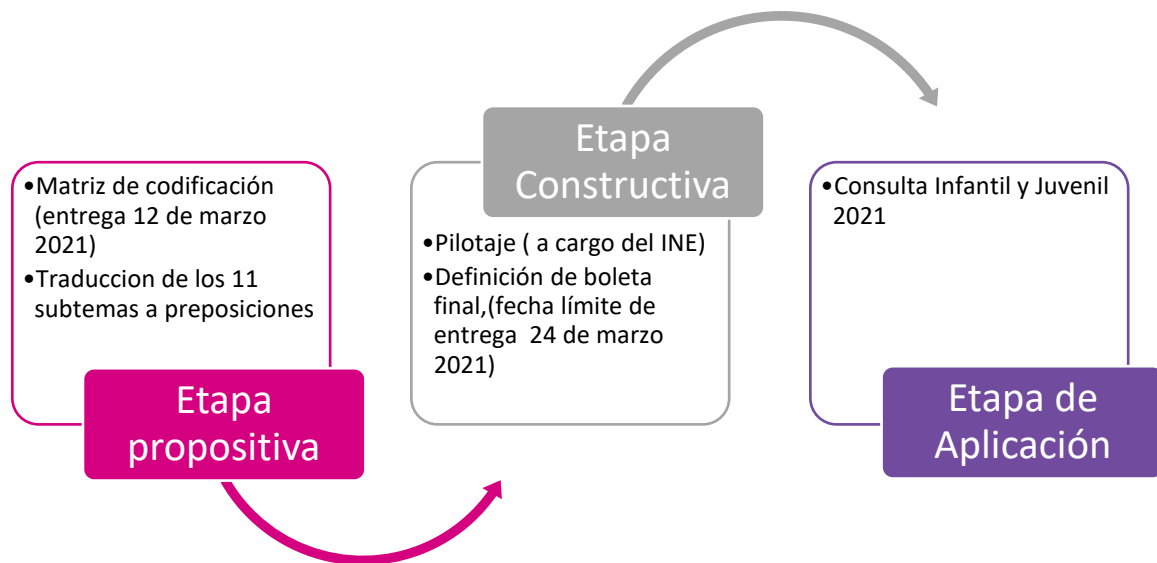 •Matriz de codificación
(entrega 12 de marzo
2021)
•Traduccion de los 11
subtemas a preposiciones
Etapa
propositiva
Etapa
Constructiva
•Pilotaje ( a cargo del INE)
•Definición de boleta
final,(fecha límite de
entrega 24 de marzo
2021)
•Consulta Infantil y Juvenil
2021
Etapa de
Aplicación